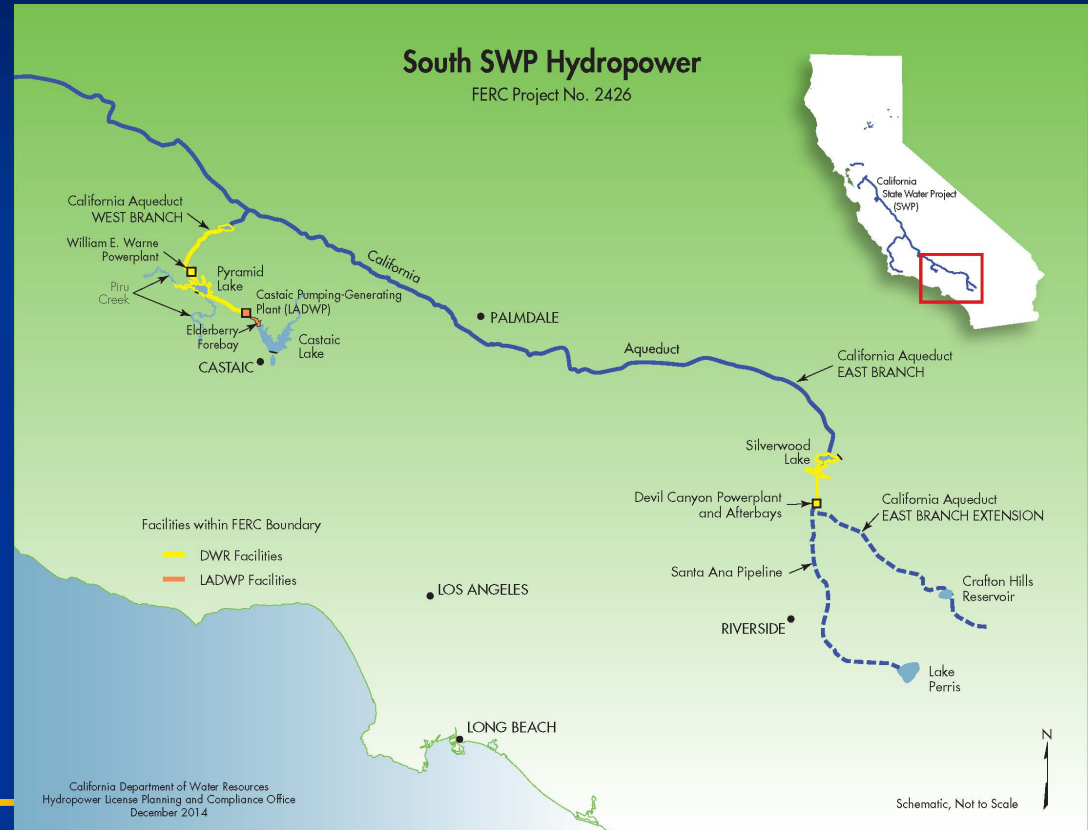 South SWP Hydropower
FERC Project No. 2426
California
State Water Project
(SWP)
California Aqueduct
WEST BRANCH
William E. Warne
Powerplant
Piru
Creek
Pyramid
Lake
Castaic Pumping-Generating
Plant (LADWP)
Elderberry
Forebay
Castaic
Lake
CASTAIC
California
PALMDALE
Aqueduct
California Aqueduct
EAST BRANCH
Silverwood
Lake
Devil Canyon Powerplant
and Afterbays
California Aqueduct
EAST BRANCH EXTENSION
Santa Ana Pipeline
Crafton Hills
Reservoir
RIVERSIDE
Lake
Perris
Facilities within FERC Boundary
DWR Facilities
LADWP Facilities
LOS ANGELES
LONG BEACH
N
California Department of Water Resources
Hydropower License Planning and Compliance Office
December 2014
Schematic, Not to Scale